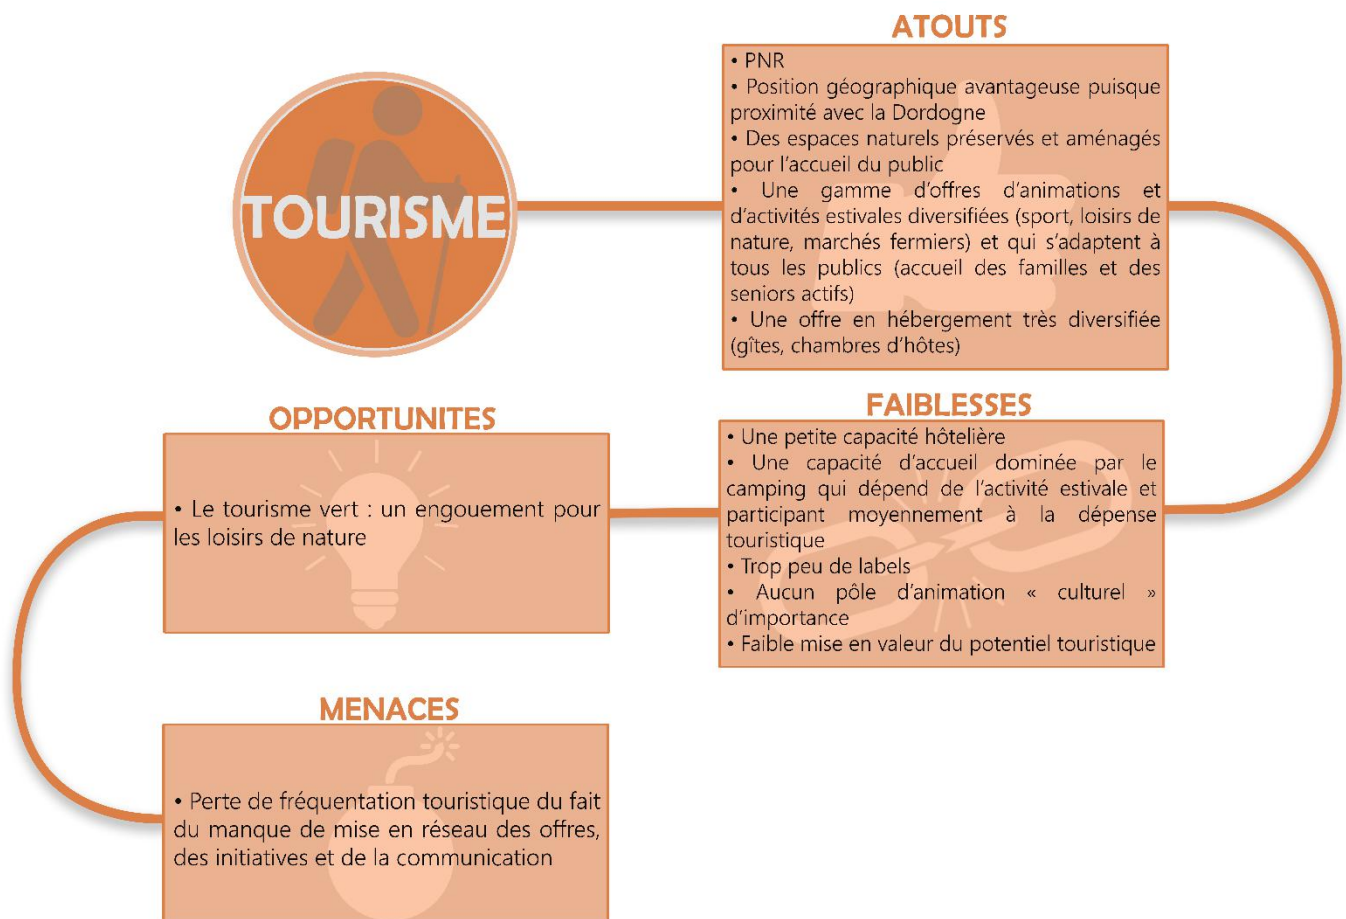 TOURISME
ATOUTS
• PNR
• Position géographique avantageuse puisque
proximité avec la Dordogne
• Des espaces naturels préservés et aménagés
pour l'accueil du public
• Une gamme d'offres d'animations et
d'activités estivales diversifiées (sport, loisirs de
nature, marchés fermiers) et qui s'adaptent à
tous les publics (accueil des familles et des
seniors actifs)
• Une offre en hébergement très diversifiée
(gîtes, chambres d'hôtes)
FAIBLESSES
• Une petite capacité hôtelière
• Une capacité d'accueil dominée par le
camping qui dépend de l'activité estivale et
participant moyennement à la dépense
touristique
• Trop peu de labels
• Aucun pôle d'animation « culturel »
d'importance
• Faible mise en valeur du potentiel touristique
OPPORTUNITES
• Le tourisme vert : un engouement pour
les loisirs de nature
MENACES
• Perte de fréquentation touristique du fait
du manque de mise en réseau des offres,
des initiatives et de la communication